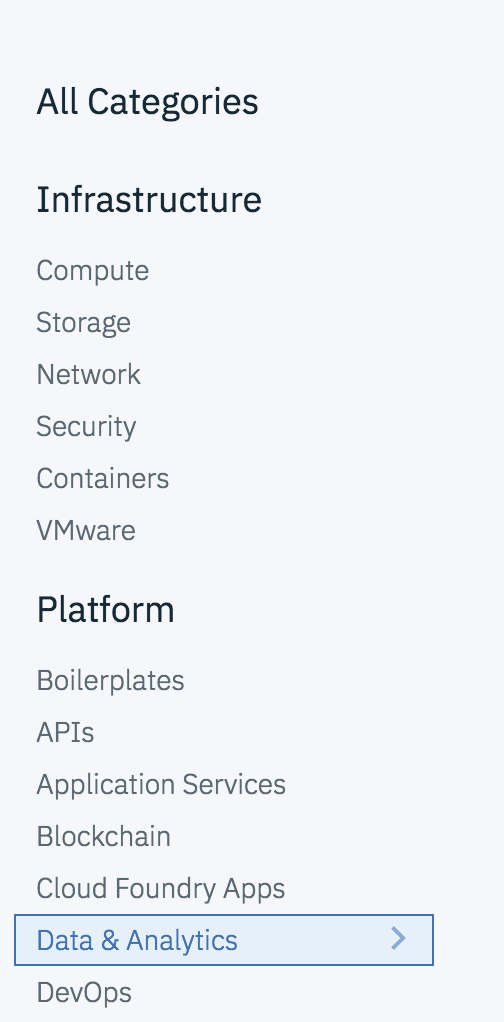 All Categories
Infrastructure
Compute
Storage
Network
Security
Containers
VMware
Platform
Boilerplates
APIs
Application Services
Blockchain
Cloud Foundry Apps
Data & Analytics
DevOps